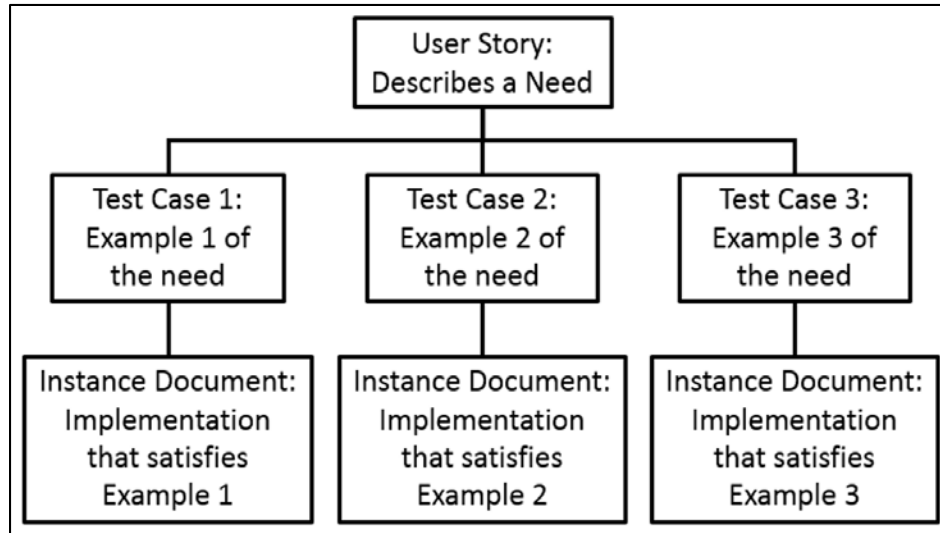 User Story:
Describes a Need
Test Case 1:
Example 1 of
the need
Test Case 2:
Example 2 of
the need
Test Case 3:
Example 3 of
the need
Instance Document:
Implementation
that satisfies
Example 1
Instance Document:
Implementation
that satisfies
Example 2
Instance Document:
Implementation
that satisfies
Example 3